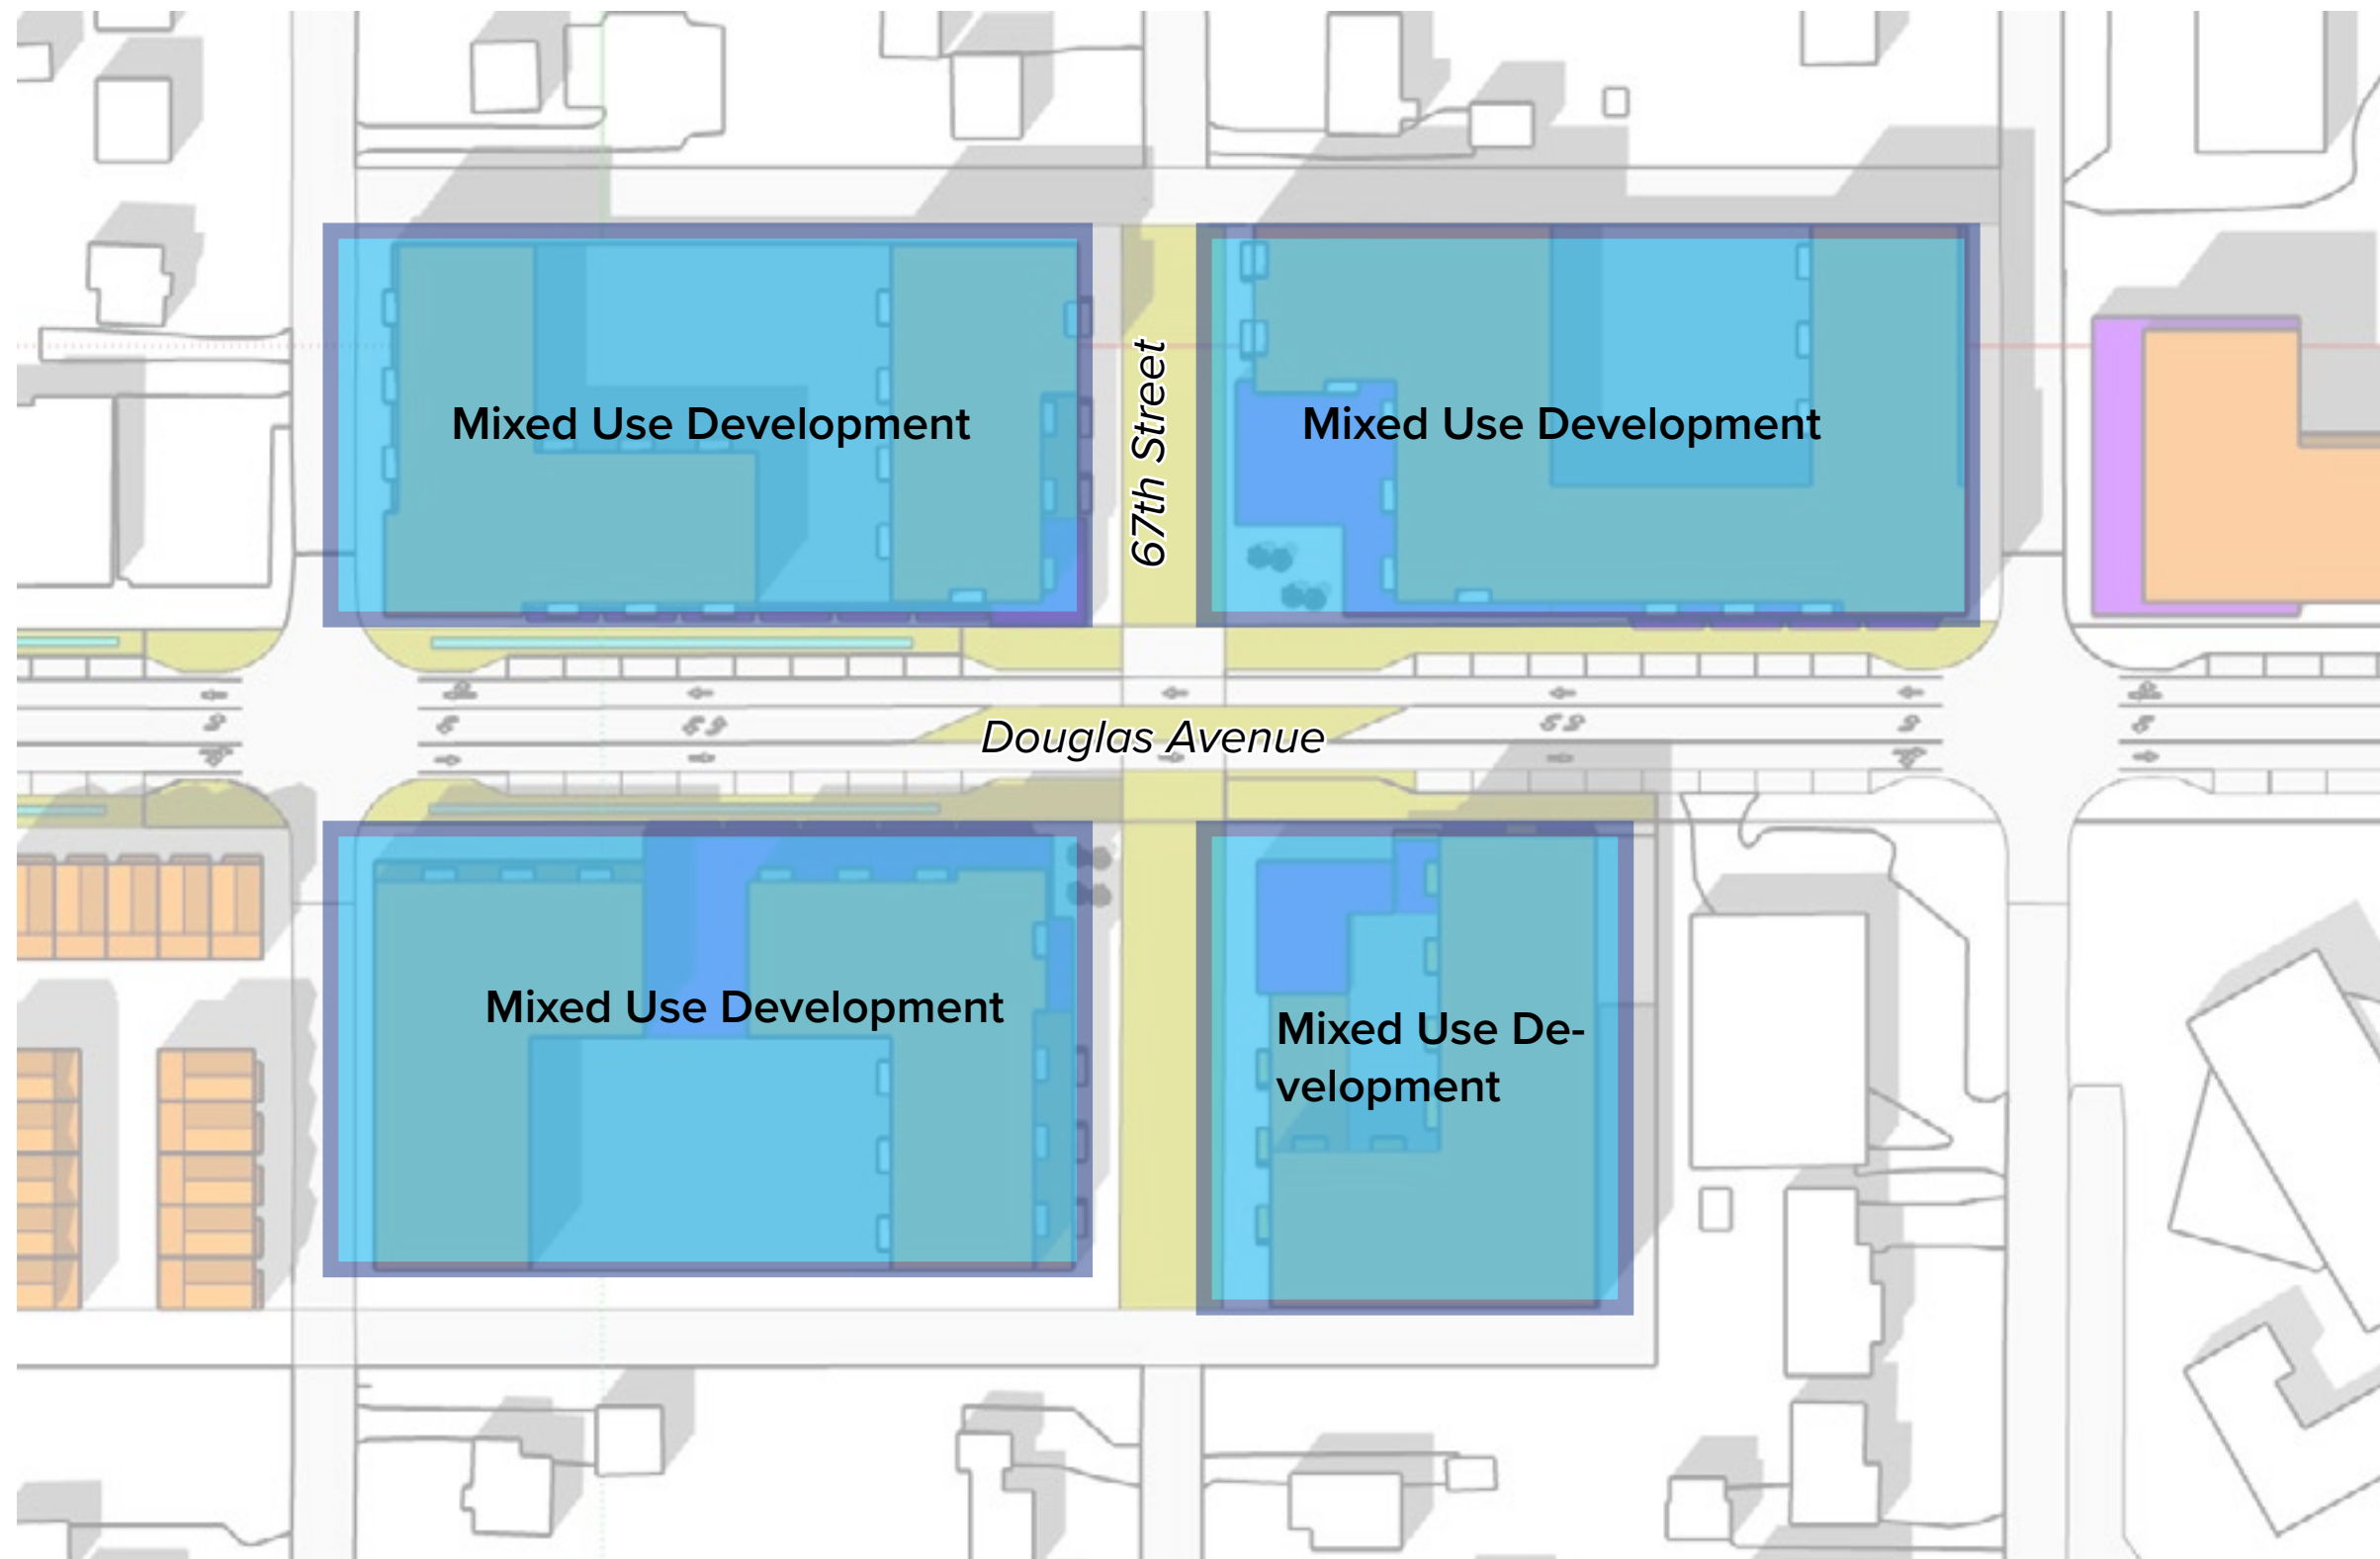 Mixed Use Development
Mixed Use Development
67th Street
Douglas Avenue
Mixed Use Development
Mixed Use De-
velopment